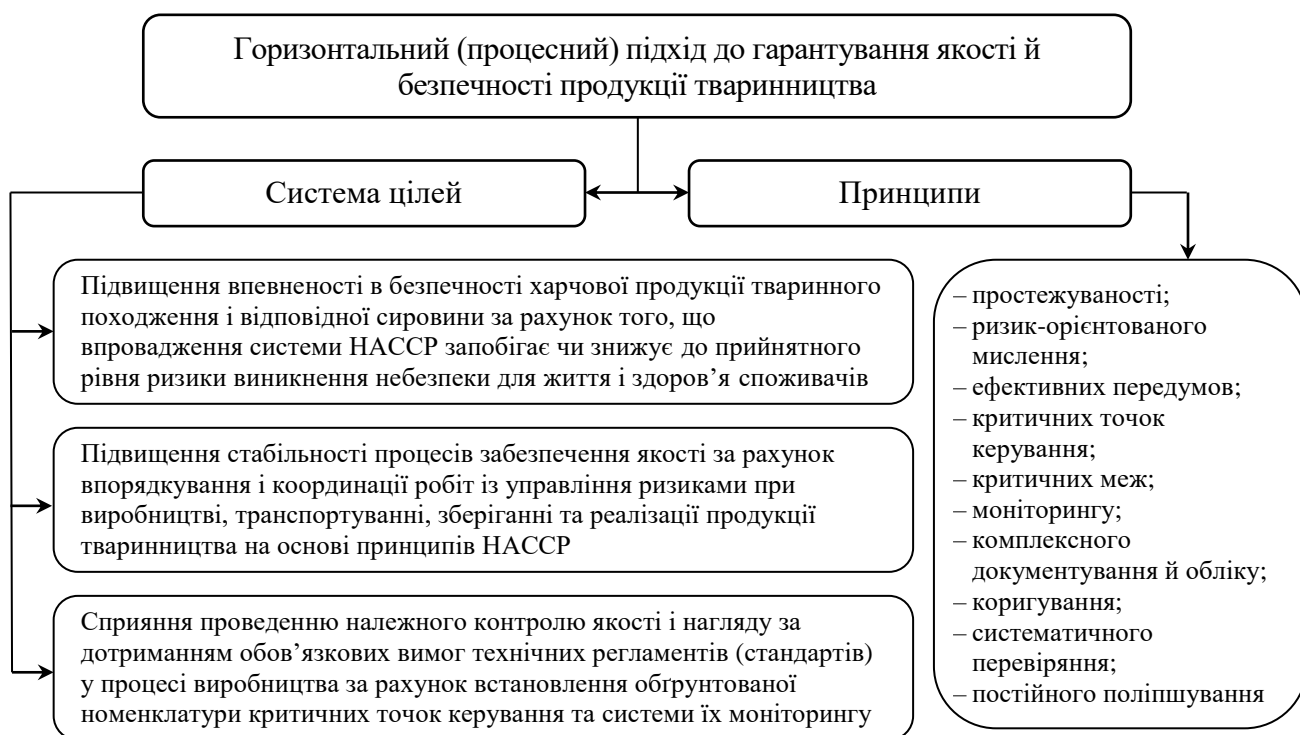 Горизонтальний (процесний) підхід до гарантування якості й
безпечності продукції тваринництва
Система цілей
Принципи
Підвищення впевненості в безпечності харчової продукції тваринного
походження і відповідної сировини за рахунок того, що
впровадження системи НАССР запобігає чи знижує до прийнятного
рівня ризики виникнення небезпеки для життя і здоров’я споживачів
Підвищення стабільності процесів забезпечення якості за рахунок
впорядкування і координації робіт із управління ризиками при
виробництві, транспортуванні, зберіганні та реалізації продукції
тваринництва на основі принципів НАССР
Сприяння проведенню належного контролю якості і нагляду за
дотриманням обов’язкових вимог технічних регламентів (стандартів)
у процесі виробництва за рахунок встановлення обґрунтованої
номенклатури критичних точок керування та системи їх моніторингу
– простежуваності;
– ризик-орієнтованого
мислення;
– ефективних передумов;
– критичних точок
керування;
– критичних меж;
– моніторингу;
– комплексного
документування й обліку;
– коригування;
– систематичного
перевіряння;
– постійного поліпшування